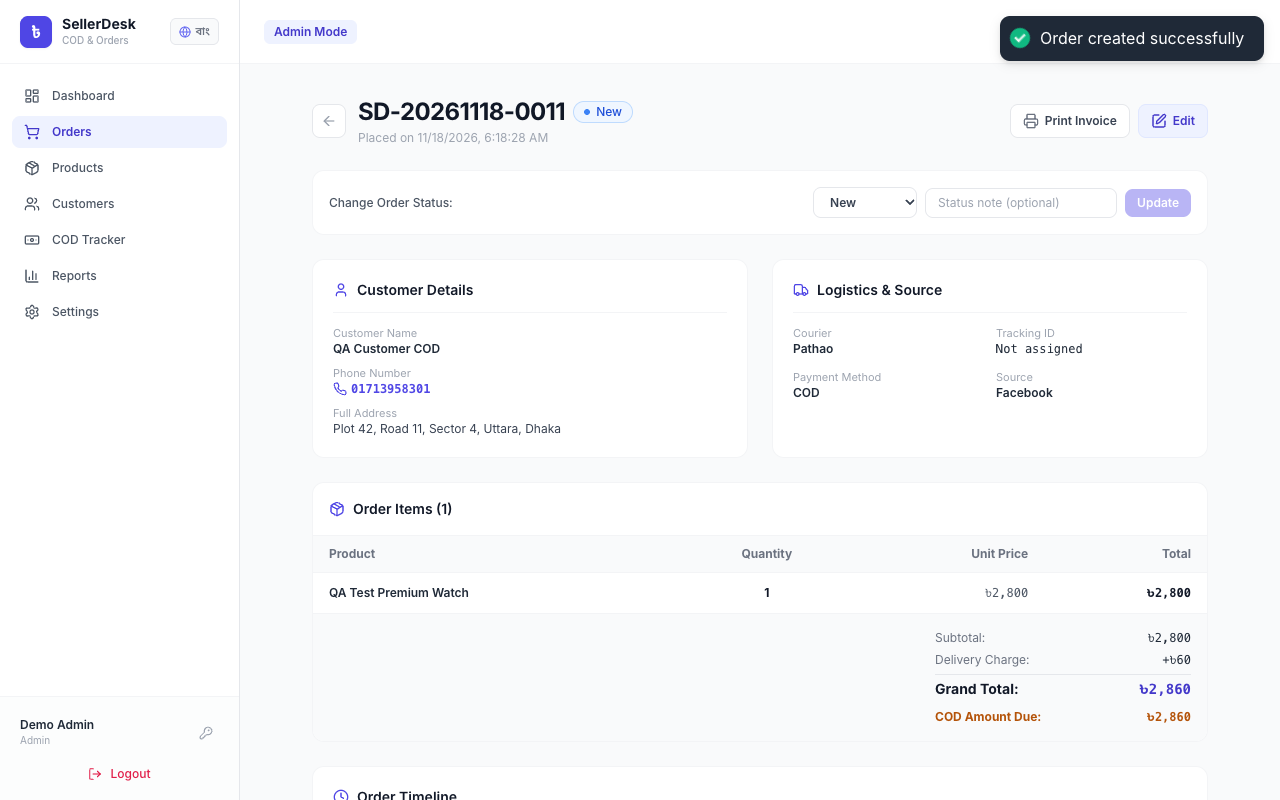 ৳
SellerDesk
COD & Orders
বাং
Dashboard
Orders
Products
Customers
COD Tracker
Reports
Settings
Demo Admin
Admin
Logout
Admin Mode
Order created successfully
SD-20261118-0011
New
Placed on 11/18/2026, 6:18:28 AM
Print Invoice
Edit
Change Order Status:
New
Status note (optional)
Update
Customer Details
Customer Name
QA Customer COD
Phone Number
01713958301
Full Address
Plot 42, Road 11, Sector 4, Uttara, Dhaka
Logistics & Source
Courier
Pathao
Tracking ID
Not assigned
Payment Method
COD
Source
Facebook
Order Items (1)
Product Quantity Unit Price Total
QA Test Premium Watch 1 ৳2,800 ৳2,800
Subtotal: ৳2,800
Delivery Charge: +৳60
Grand Total: ৳2,860
COD Amount Due: ৳2,860
Order Timeline